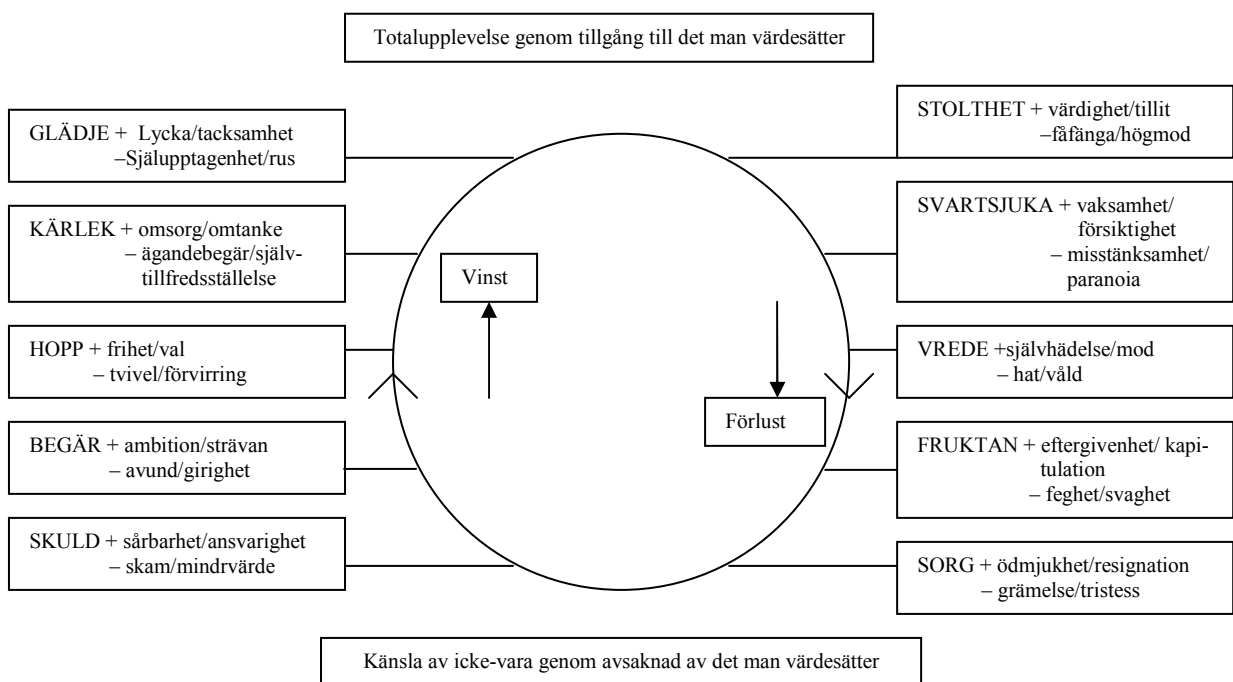 Totalupplevelse genom tillgång till det man värdesätter
GLÄDJE + Lycka/tacksamhet
–Själupptagenhet/rus
KÄRLEK + omsorg/omtanke
– ägandebegär/själv-
tillfredsställelse
HOPP + frihet/val
– tvivel/förvirring
BEGÄR + ambition/strävan
– avund/girighet
SKULD + sårbarhet/ansvarighet
– skam/mindrvärde
Vinst
Förlust
STOLTHET + värdighet/tillit
–fåfänga/högmod
SVARTSJUKA + vaksamhet/
försiktighet
– misstänksamhet/
paranoia
VREDE +självhädelse/mod
– hat/våld
FRUKTAN + eftergivenhet/ kapi-
tulation
– feghet/svaghet
SORG + ödmjukhet/resignation
– grämelse/tristess
Känsla av icke-vara genom avsaknad av det man värdesätter